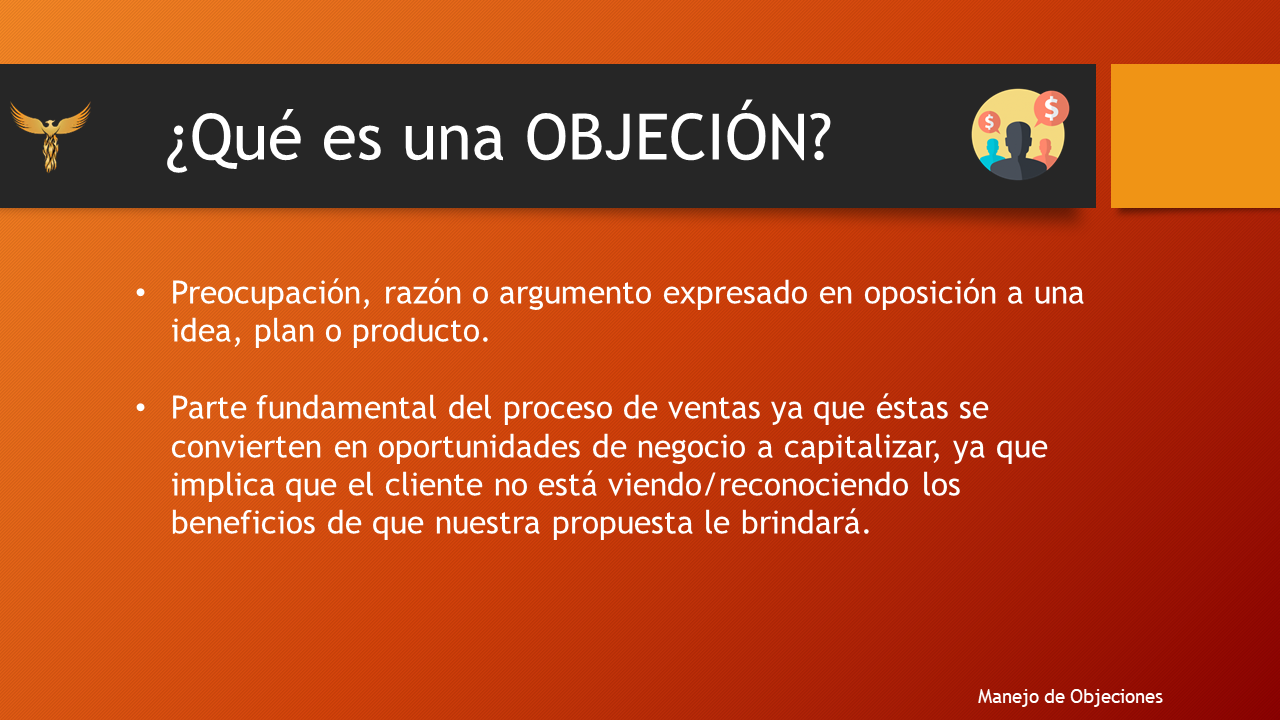 ¿Qué es una OBJECIÓN?
$
$
• Preocupación, razón o argumento expresado en oposición a una
idea, plan o producto.
• Parte fundamental del proceso de ventas ya que éstas se
convierten en oportunidades de negocio a capitalizar, ya que
implica que el cliente no está viendo/reconociendo los
beneficios de que nuestra propuesta le brindará.
Manejo de Objeciones